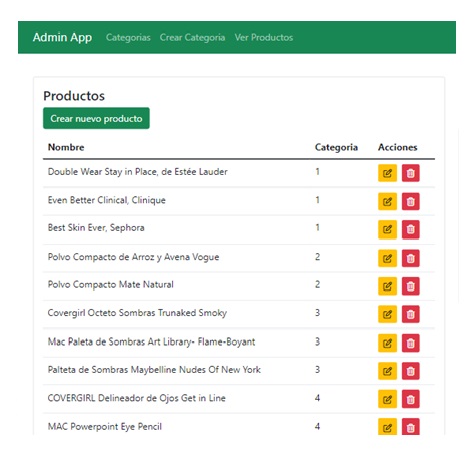 Admin App Categorias Crear Categoria Ver Productos
Productos
Crear nuevo producto
Nombre Categoria Acciones
Double Wear Stay in Place, de Estée Lauder 1
Even Better Clinical, Clinique 1
Best Skin Ever, Sephora 1
Polvo Compacto de Arroz y Avena Vogue 2
Polvo Compacto Mate Natural 2
Covergirl Octeto Sombras Trunaked Smoky 3
Mac Paleta de Sombras Art Library- Flame-Boyant 3
Palteta de Sombras Maybelline Nudes Of New York 3
COVERGIRL Delineador de Ojos Get in Line 4
MAC Powerpoint Eye Pencil 4